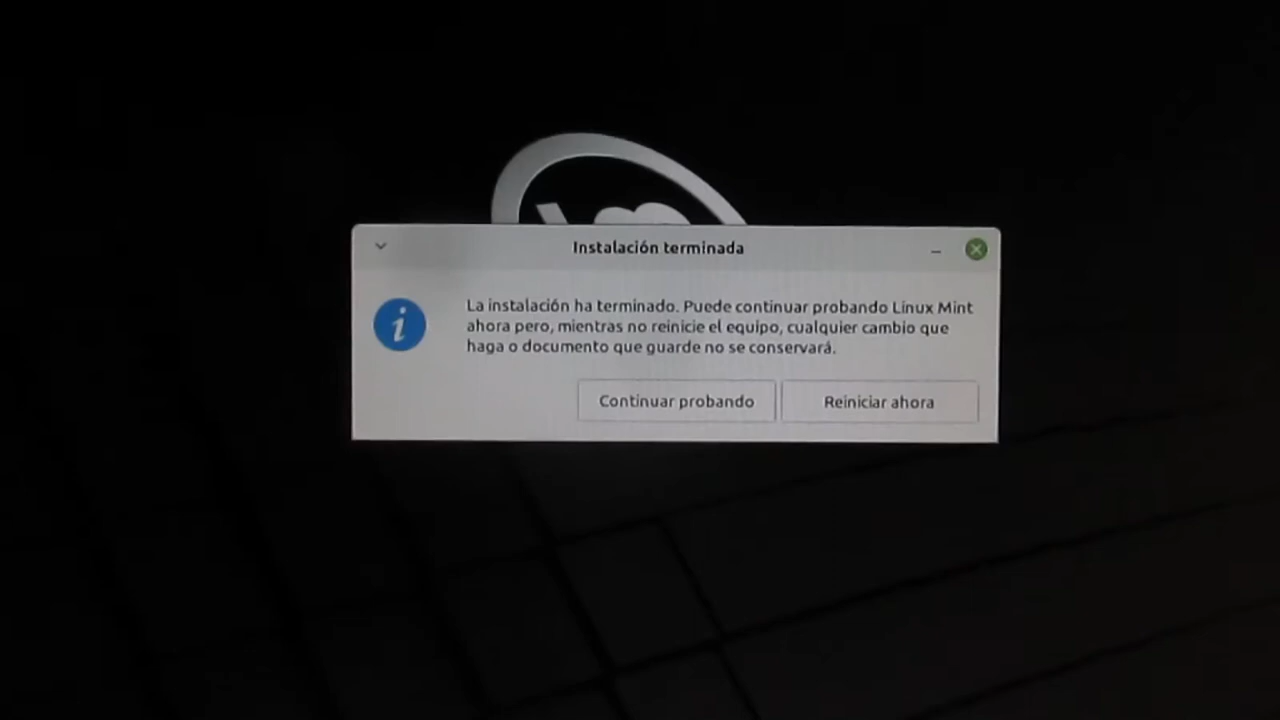 Instalación terminada
La instalación ha terminado. Puede continuar probando Linux Mint
ahora pero, mientras no reinicie el equipo, cualquier cambio que
haga o documento que guarde no se conservará.
Continuar probando
Reiniciar ahora